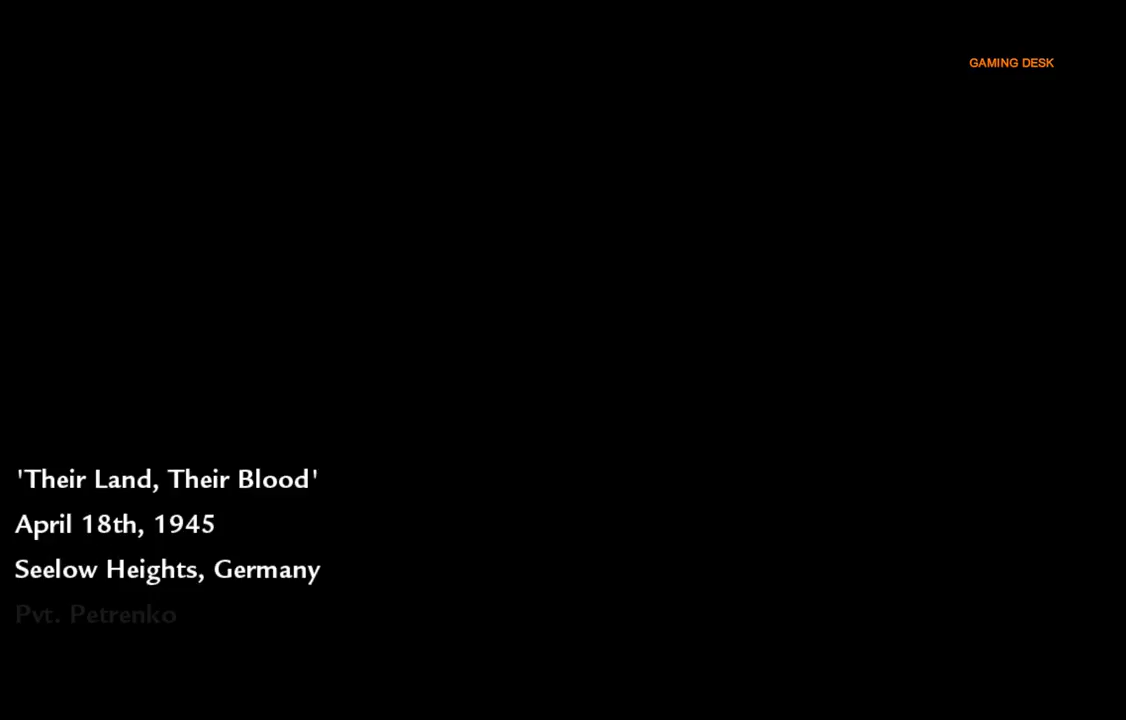 GAMING DESK
'Their Land, Their Blood'
April 18th, 1945
Seelow Heights, Germany
Pvt. Petrenko